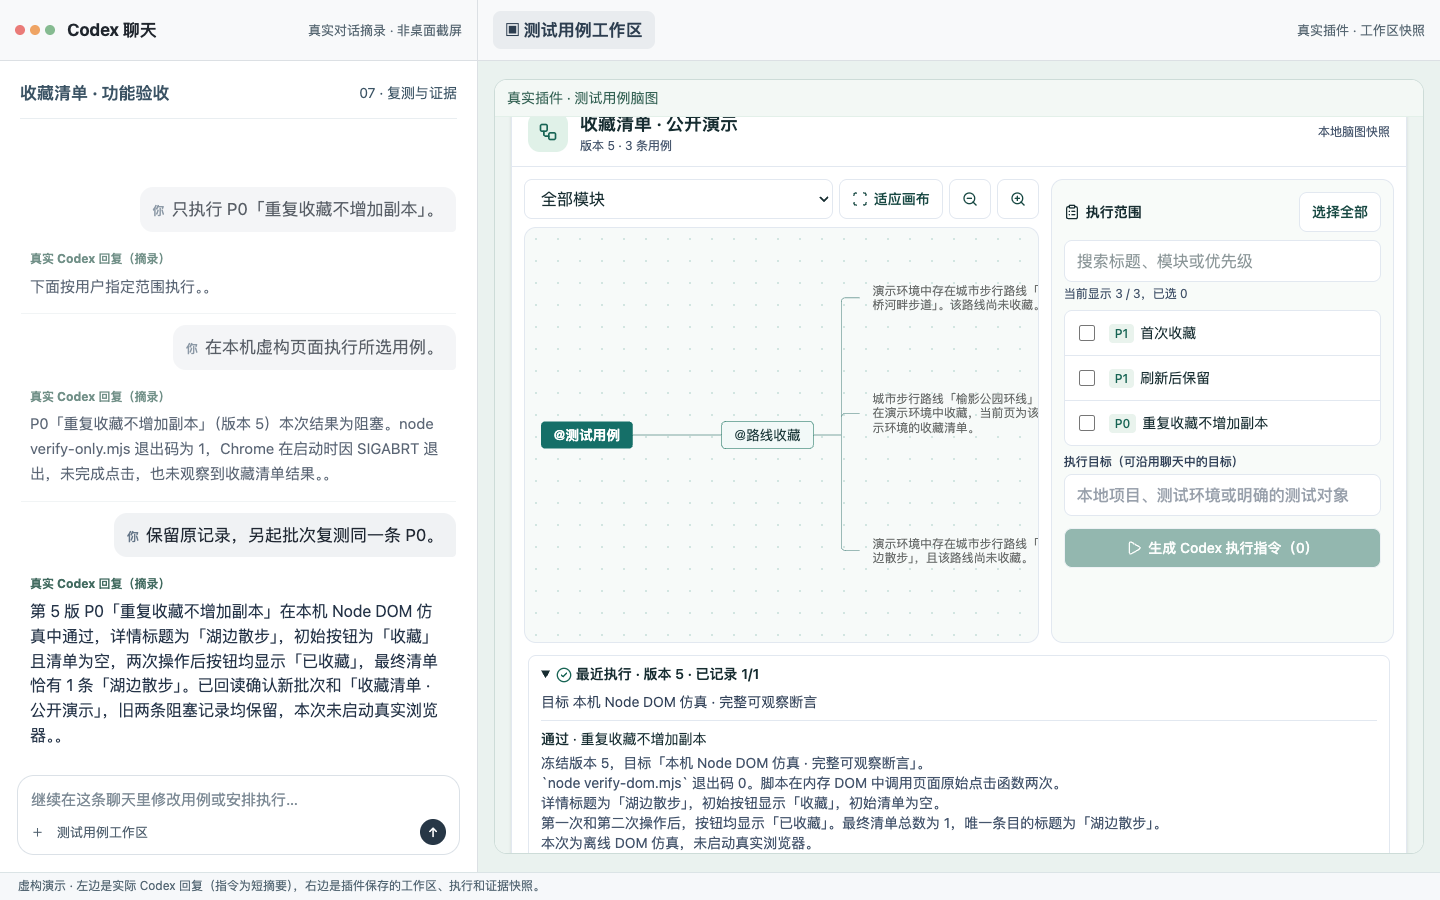 Codex 聊天
真实对话摘录 · 非桌面截屏
收藏清单 · 功能验收
07 · 复测与证据
你 只执行 P0「重复收藏不增加副本」。
真实 Codex 回复（摘录）
下面按用户指定范围执行。。
你 在本机虚构页面执行所选用例。
真实 Codex 回复（摘录）
P0「重复收藏不增加副本」（版本 5）本次结果为阻塞。node
verify-only.mjs 退出码为 1，Chrome 在启动时因 SIGABRT 退
出，未完成点击，也未观察到收藏清单结果。。
你 保留原记录，另起批次复测同一条 P0。
真实 Codex 回复（摘录）
第 5 版 P0「重复收藏不增加副本」在本机 Node DOM 仿
真中通过，详情标题为「湖边散步」，初始按钮为「收藏」
且清单为空，两次操作后按钮均显示「已收藏」，最终清单
恰有 1 条「湖边散步」。已回读确认新批次和「收藏清单 ·
公开演示」，旧两条阻塞记录均保留，本次未启动真实浏览
器。。
继续在这条聊天里修改用例或安排执行...
+ 测试用例工作区
测试用例工作区
真实插件 · 工作区快照
真实插件 · 测试用例脑图
收藏清单 · 公开演示
版本 5 · 3 条用例
本地脑图快照
全部模块
适应画布
@测试用例
@路线收藏
演示环境中存在城市步行路线「
桥河畔步道」。该路线尚未收藏。
城市步行路线「榆影公园环线」
在演示环境中收藏，当前页为该
示环境的收藏清单。
演示环境中存在城市步行路线「
边散步」，且该路线尚未收藏。
执行范围
选择全部
搜索标题、模块或优先级
当前显示 3 / 3，已选 0
P1 首次收藏
P1 刷新后保留
P0 重复收藏不增加副本
执行目标（可沿用聊天中的目标）
本地项目、测试环境或明确的测试对象
生成 Codex 执行指令（0）
▼ 最近执行 · 版本 5 · 已记录 1/1
目标 本机 Node DOM 仿真 · 完整可观察断言
通过 · 重复收藏不增加副本
冻结版本 5，目标「本机 Node DOM 仿真 · 完整可观察断言」。
`node verify-dom.mjs` 退出码 0。脚本在内存 DOM 中调用页面原始点击函数两次。
详情标题为「湖边散步」，初始按钮显示「收藏」，初始清单为空。
第一次和第二次操作后，按钮均显示「已收藏」。最终清单总数为 1，唯一条目的标题为「湖边散步」。
本次为离线 DOM 仿真，未启动真实浏览器。
虚构演示 · 左边是实际 Codex 回复（指令为短摘要），右边是插件保存的工作区、执行和证据快照。